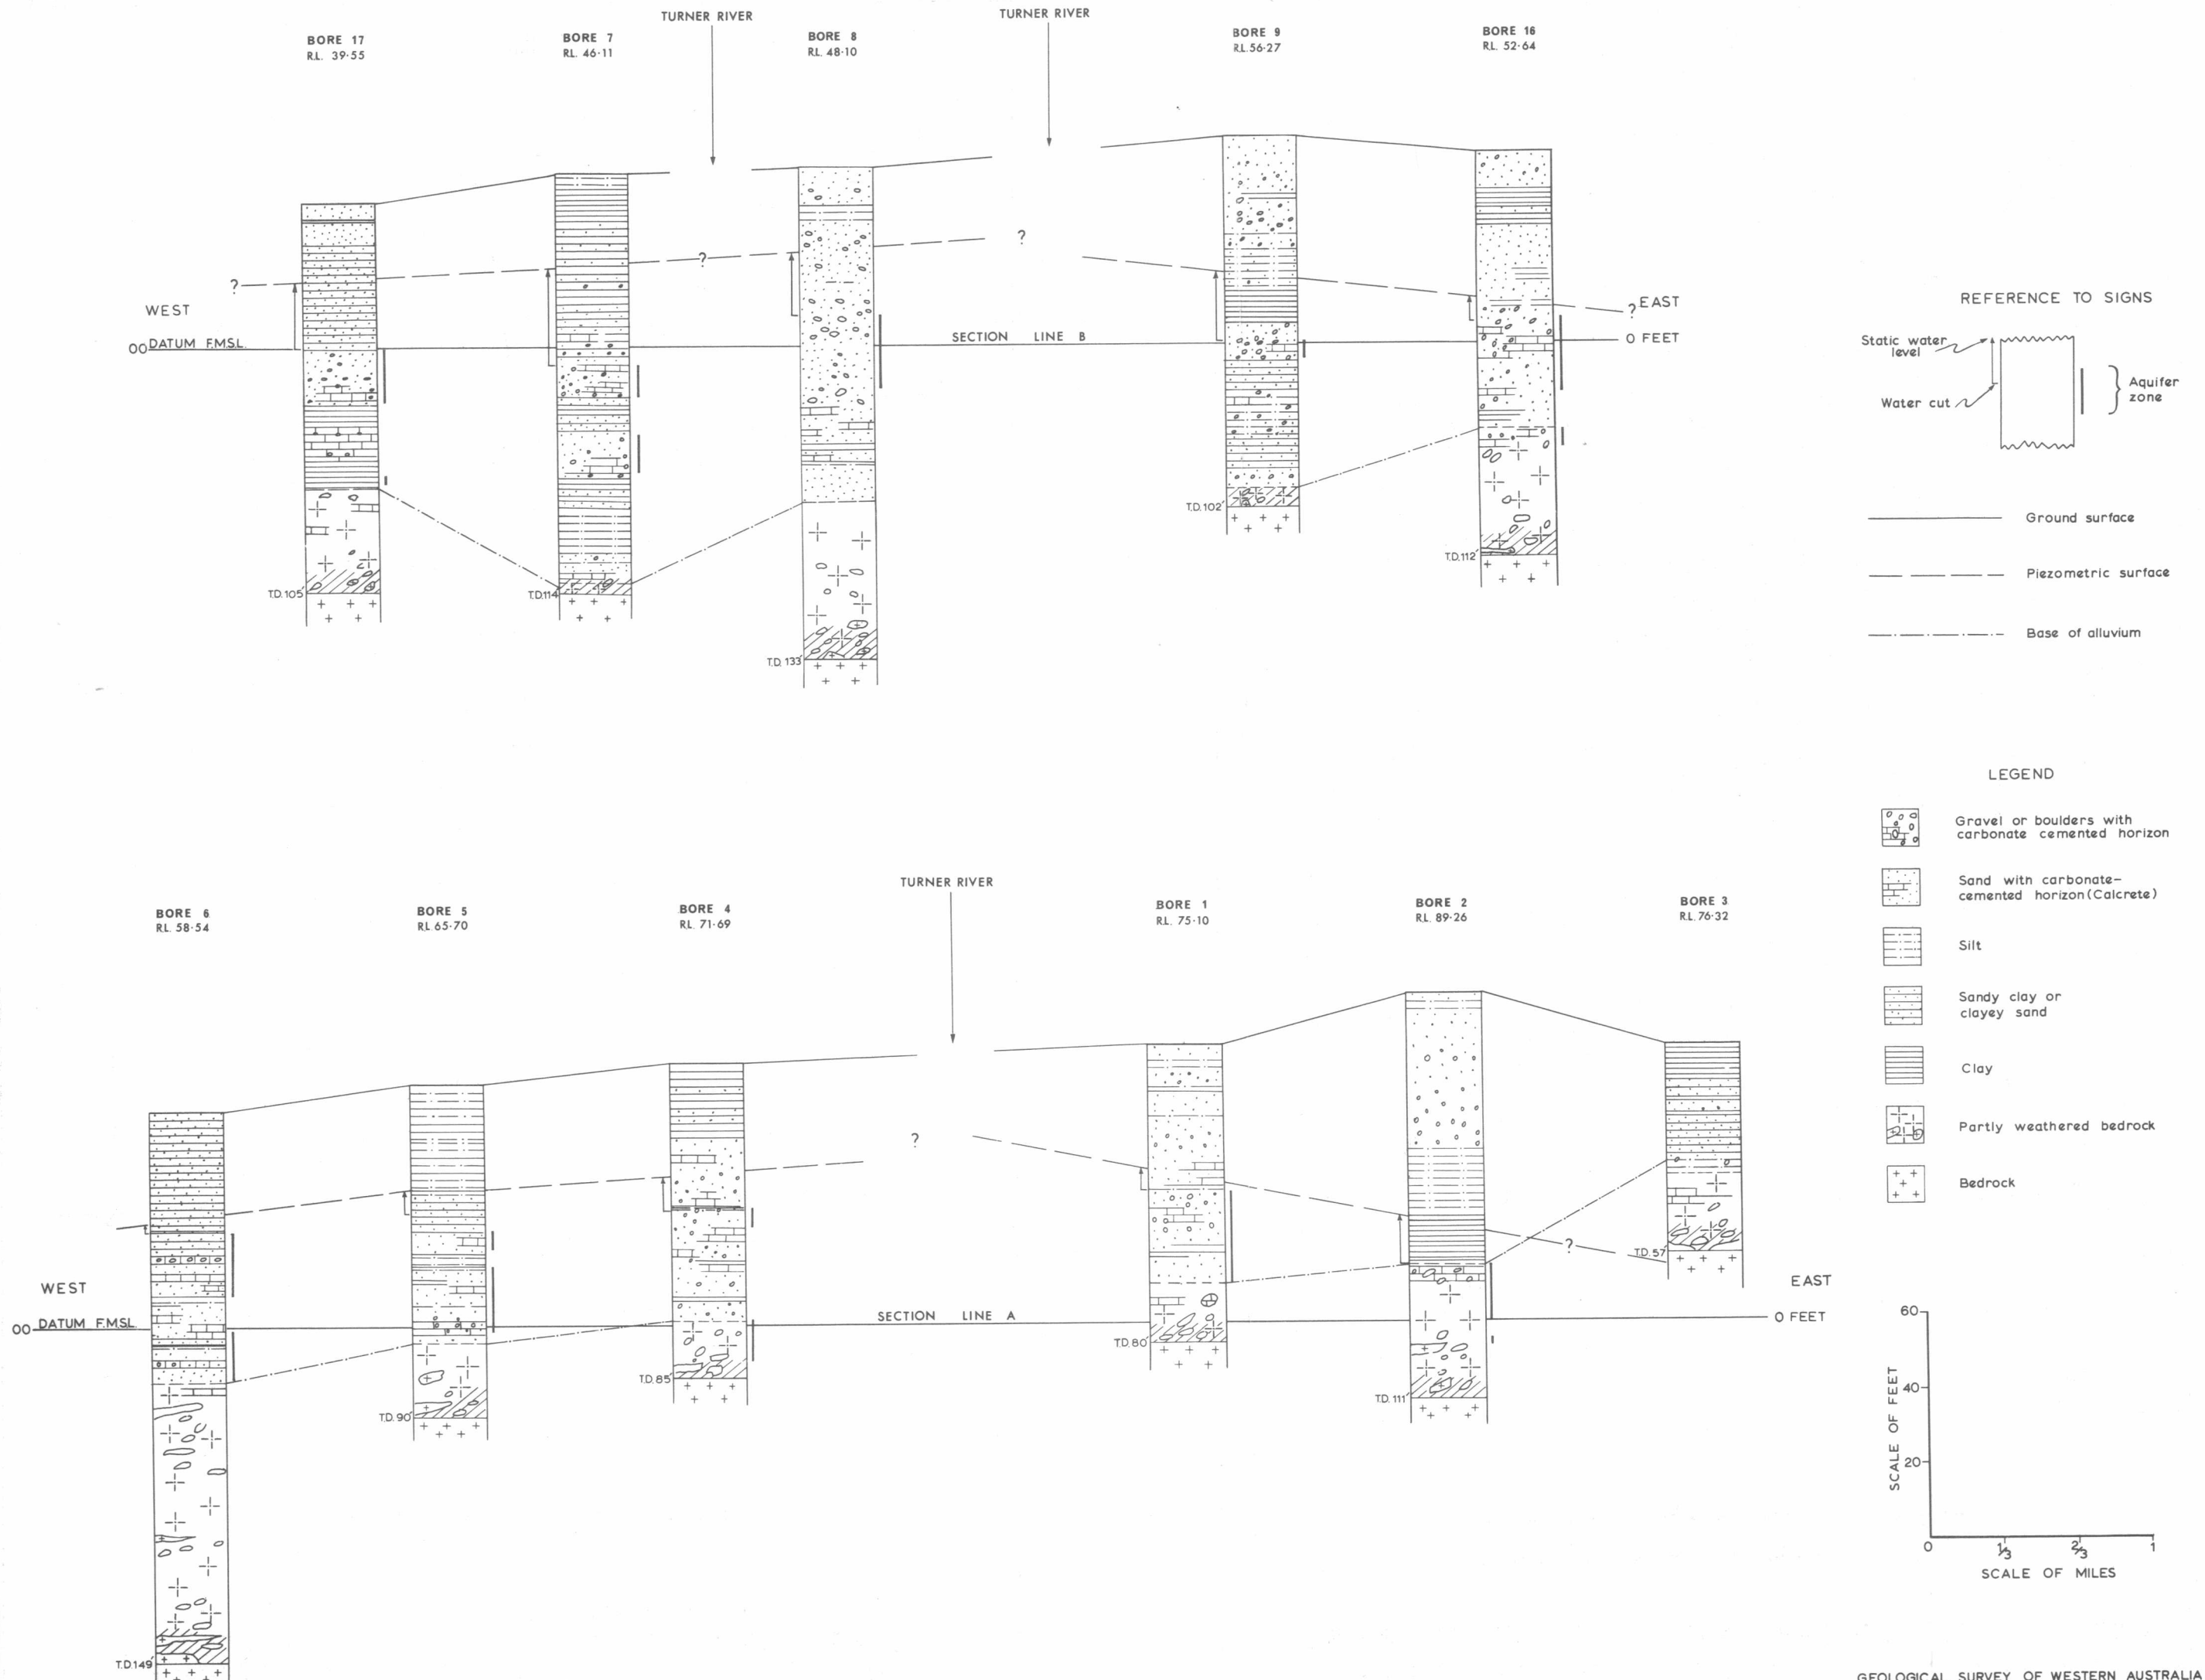 TURNER RIVER
TURNER RIVER
BORE 17
R.L. 39·55
BORE 7
RL. 46·11
BORE 8
RL. 48·10
BORE 9
R.L. 56·27
BORE 16
RL. 52·64
?
?
?
? EAST
WEST
00 DATUM F.M.S.L.
SECTION LINE B
0 FEET
T.D. 105'
T.D. 114'
T.D. 133'
T.D. 102'
T.D. 112'
REFERENCE TO SIGNS
Static water
level
Water cut
Aquifer
zone
Ground surface
Piezometric surface
Base of alluvium
LEGEND
Gravel or boulders with
carbonate cemented horizon
Sand with carbonate-
cemented horizon (Calcrete)
Silt
Sandy clay or
clayey sand
Clay
Partly weathered bedrock
Bedrock
TURNER RIVER
BORE 6
RL. 58·54
BORE 5
RL 65·70
BORE 4
RL. 71·69
BORE 1
R.L. 75·10
BORE 2
RL. 89·26
BORE 3
R.L. 76·32
?
?
WEST
00 DATUM F.M.S.L.
SECTION LINE A
EAST
0 FEET
T.D. 149'
T.D. 90'
T.D. 85'
T.D. 80'
T.D. 111'
T.D. 57'
60
40
20
SCALE OF FEET
0
1/3
2/3
1
SCALE OF MILES
GEOLOGICAL SURVEY OF WESTERN AUSTRALIA